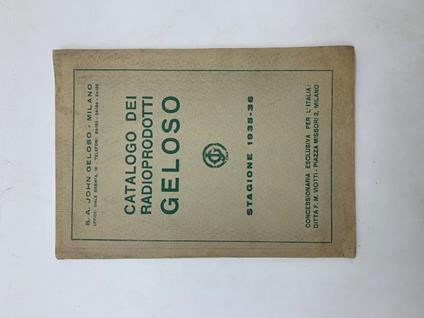 S. A. JOHN GELOSO - MILANO
CATALOGO DEI
RADIOPRODOTTI
GELOSO
STAGIONE 1935-36
CONCESSIONARIA ESCLUSIVA PER L'ITALIA:
DITTA F. M. VIOTTI - PIAZZA MISSORI 2, MILANO